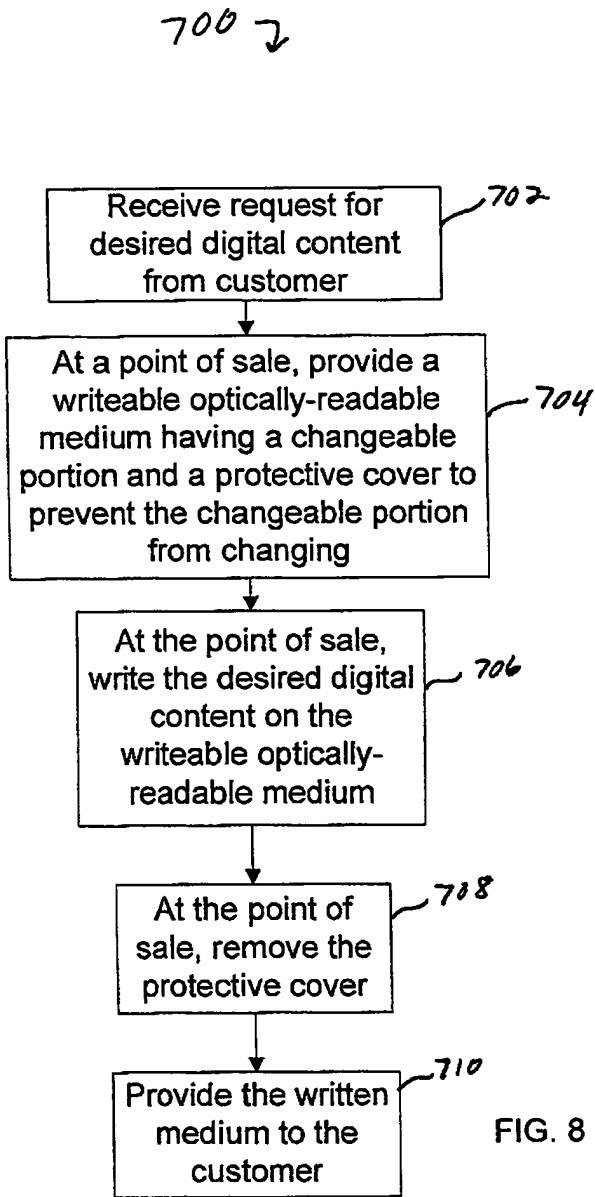 700
Receive request for
desired digital content
from customer
702
At a point of sale, provide a
writeable optically-readable
medium having a changeable
portion and a protective cover to
prevent the changeable portion
from changing
704
At the point of sale,
write the desired digital
content on the
writeable optically-
readable medium
706
At the point of
sale, remove the
protective cover
708
Provide the written
medium to the
customer
710
FIG. 8